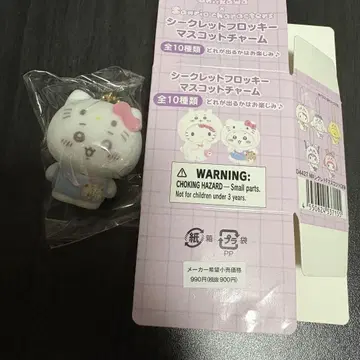 シークレットフロッキー
マスコットチャーム
全10種類 どれが出るかはお楽しみ♪
シークレットフロッキー
マスコットチャーム
全10種類 どれが出るかはお楽しみ♪
WARNING:
CHOKING HAZARD— Small parts.
Not for children under 3 years.
紙 箱 プラ 袋
PP
メーカー希望小売価格
990円(税抜900円)